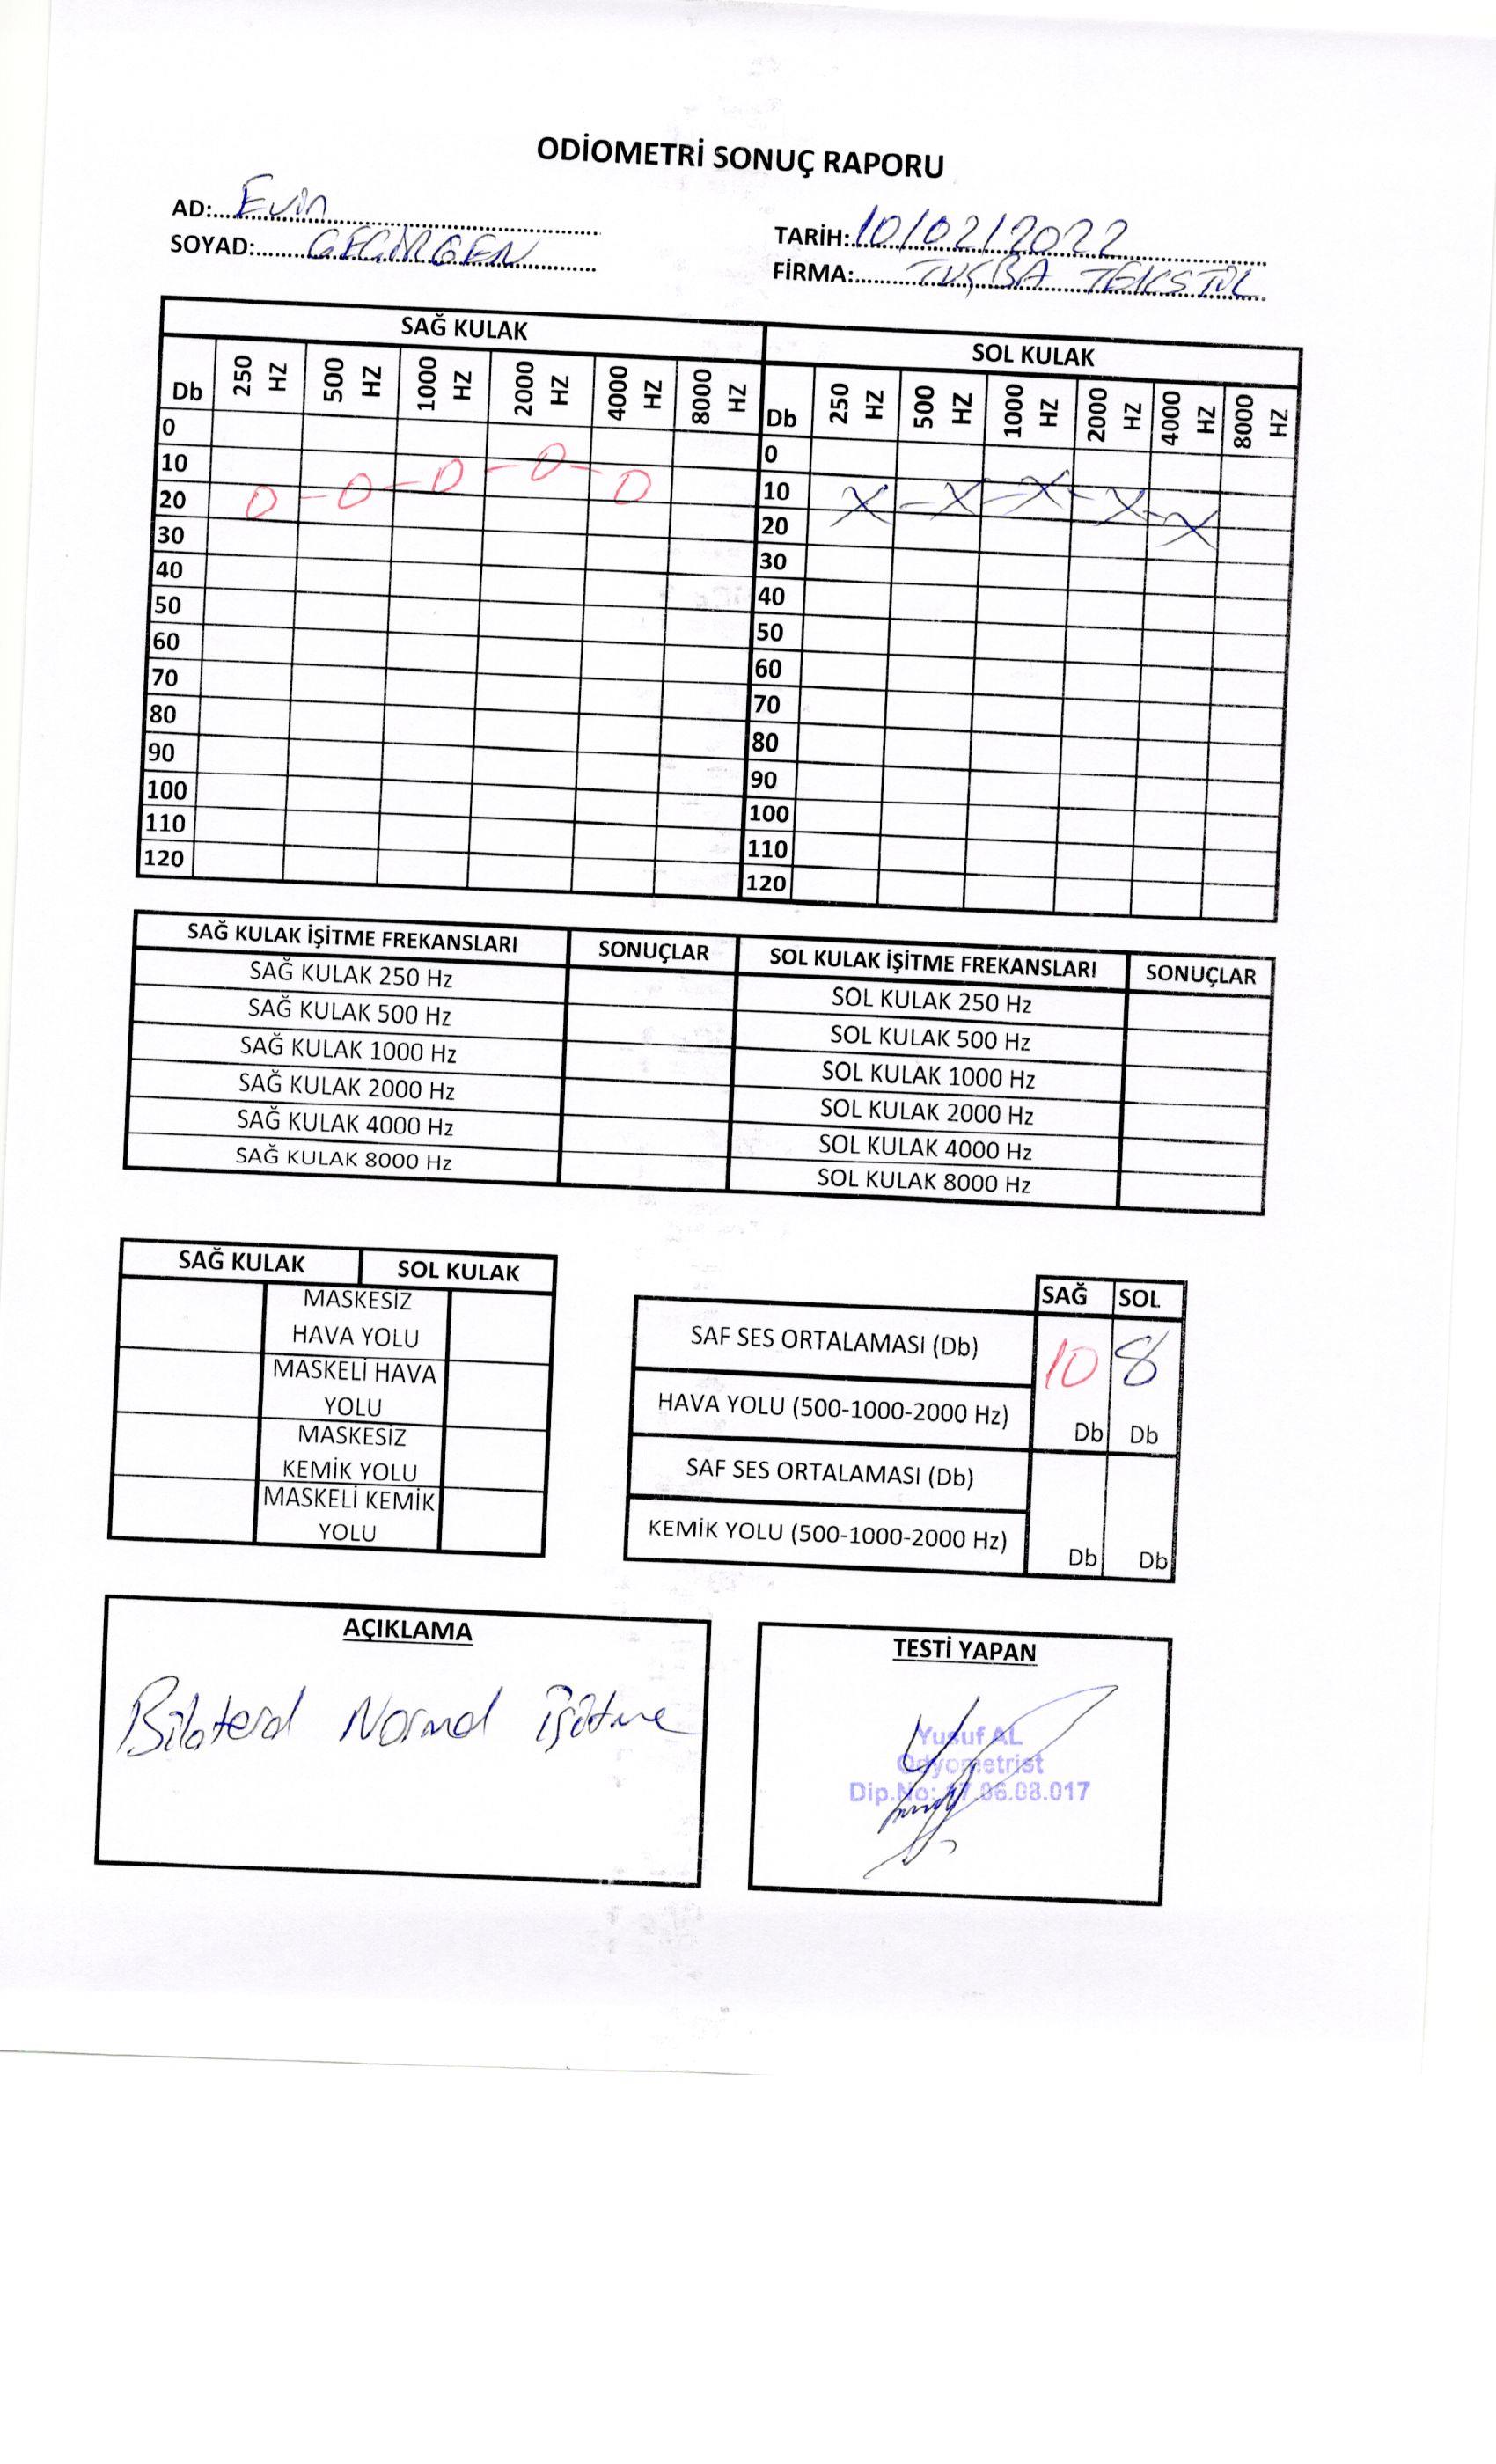 ODİOMETRİ SONUÇ RAPORU
AD: Evin
SOYAD: GEÇİRGEN
TARİH: 10/02/2022
FİRMA: TUĞBA TEKSTİL
SAĞ KULAK SOL KULAK
Db 250 HZ 500 HZ 1000 HZ 2000 HZ 4000 HZ 8000 HZ Db 250 HZ 500 HZ 1000 HZ 2000 HZ 4000 HZ 8000 HZ
0 0
10 10
20 20
30 30
40 40
50 50
60 60
70 70
80 80
90 90
100 100
110 110
120 120
SAĞ KULAK İŞİTME FREKANSLARI SONUÇLAR SOL KULAK İŞİTME FREKANSLARI SONUÇLAR
SAĞ KULAK 250 Hz SOL KULAK 250 Hz
SAĞ KULAK 500 Hz SOL KULAK 500 Hz
SAĞ KULAK 1000 Hz SOL KULAK 1000 Hz
SAĞ KULAK 2000 Hz SOL KULAK 2000 Hz
SAĞ KULAK 4000 Hz SOL KULAK 4000 Hz
SAĞ KULAK 8000 Hz SOL KULAK 8000 Hz
SAĞ KULAK SOL KULAK
MASKESİZ
HAVA YOLU
MASKELİ HAVA
YOLU
MASKESİZ
KEMİK YOLU
MASKELİ KEMİK
YOLU
SAĞ SOL
SAF SES ORTALAMASI (Db) 10 8
HAVA YOLU (500-1000-2000 Hz) Db Db
SAF SES ORTALAMASI (Db)
KEMİK YOLU (500-1000-2000 Hz) Db Db
AÇIKLAMA
Bilateral Normal işitme
TESTİ YAPAN
Yusuf AL
Odyometrist
Dip.No: 17.06.08.017